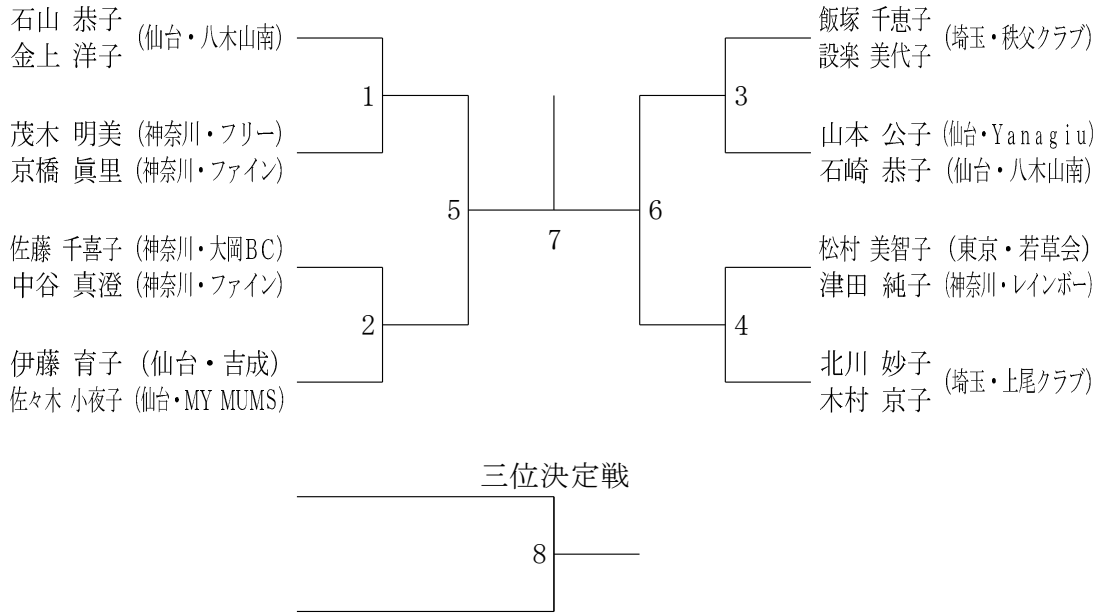 石山 恭子 (仙台・八木山南)
金上 洋子
1
茂木 明美 (神奈川・フリー)
京橋 眞里 (神奈川・ファイン)
5
佐藤 千喜子 (神奈川・大岡BC)
中谷 真澄 (神奈川・ファイン)
2
伊藤 育子 (仙台・吉成)
佐々木 小夜子 (仙台・MY MUMS)
7
飯塚 千恵子 (埼玉・秩父クラブ)
設楽 美代子
3
山本 公子 (仙台・Yanagiu)
石崎 恭子 (仙台・八木山南)
6
松村 美智子 (東京・若草会)
津田 純子 (神奈川・レインボー)
4
北川 妙子 (埼玉・上尾クラブ)
木村 京子
三位決定戦
8